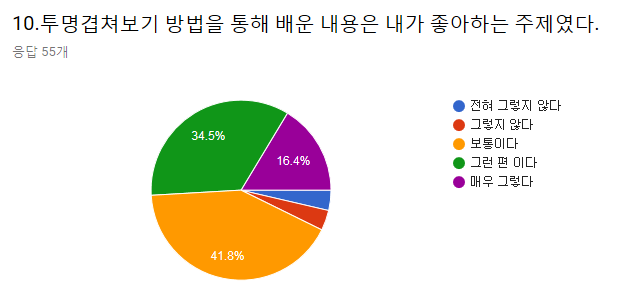 10.투명겹쳐보기 방법을 통해 배운 내용은 내가 좋아하는 주제였다.
응답 55개
34.5%
16.4%
41.8%
전혀 그렇지 않다
그렇지 않다
보통이다
그런 편 이다
매우 그렇다